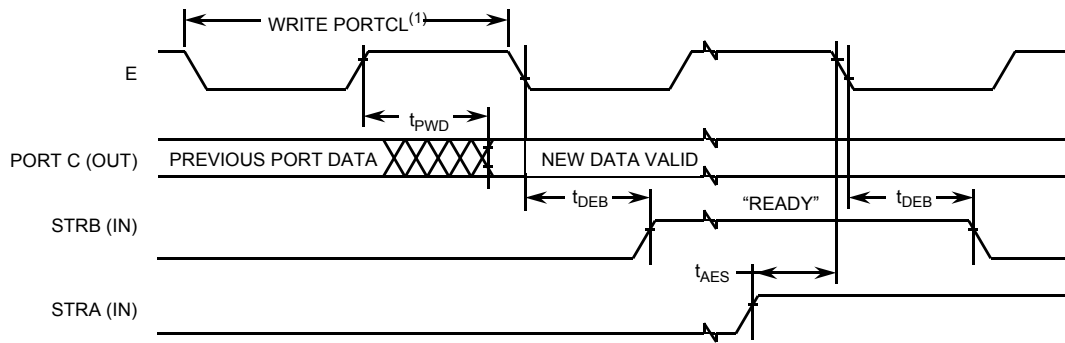 WRITE PORTCL(1)
E
tPWD
PORT C (OUT) PREVIOUS PORT DATA NEW DATA VALID
tDEB “READY” tDEB
STRB (IN)
tAES
STRA (IN)